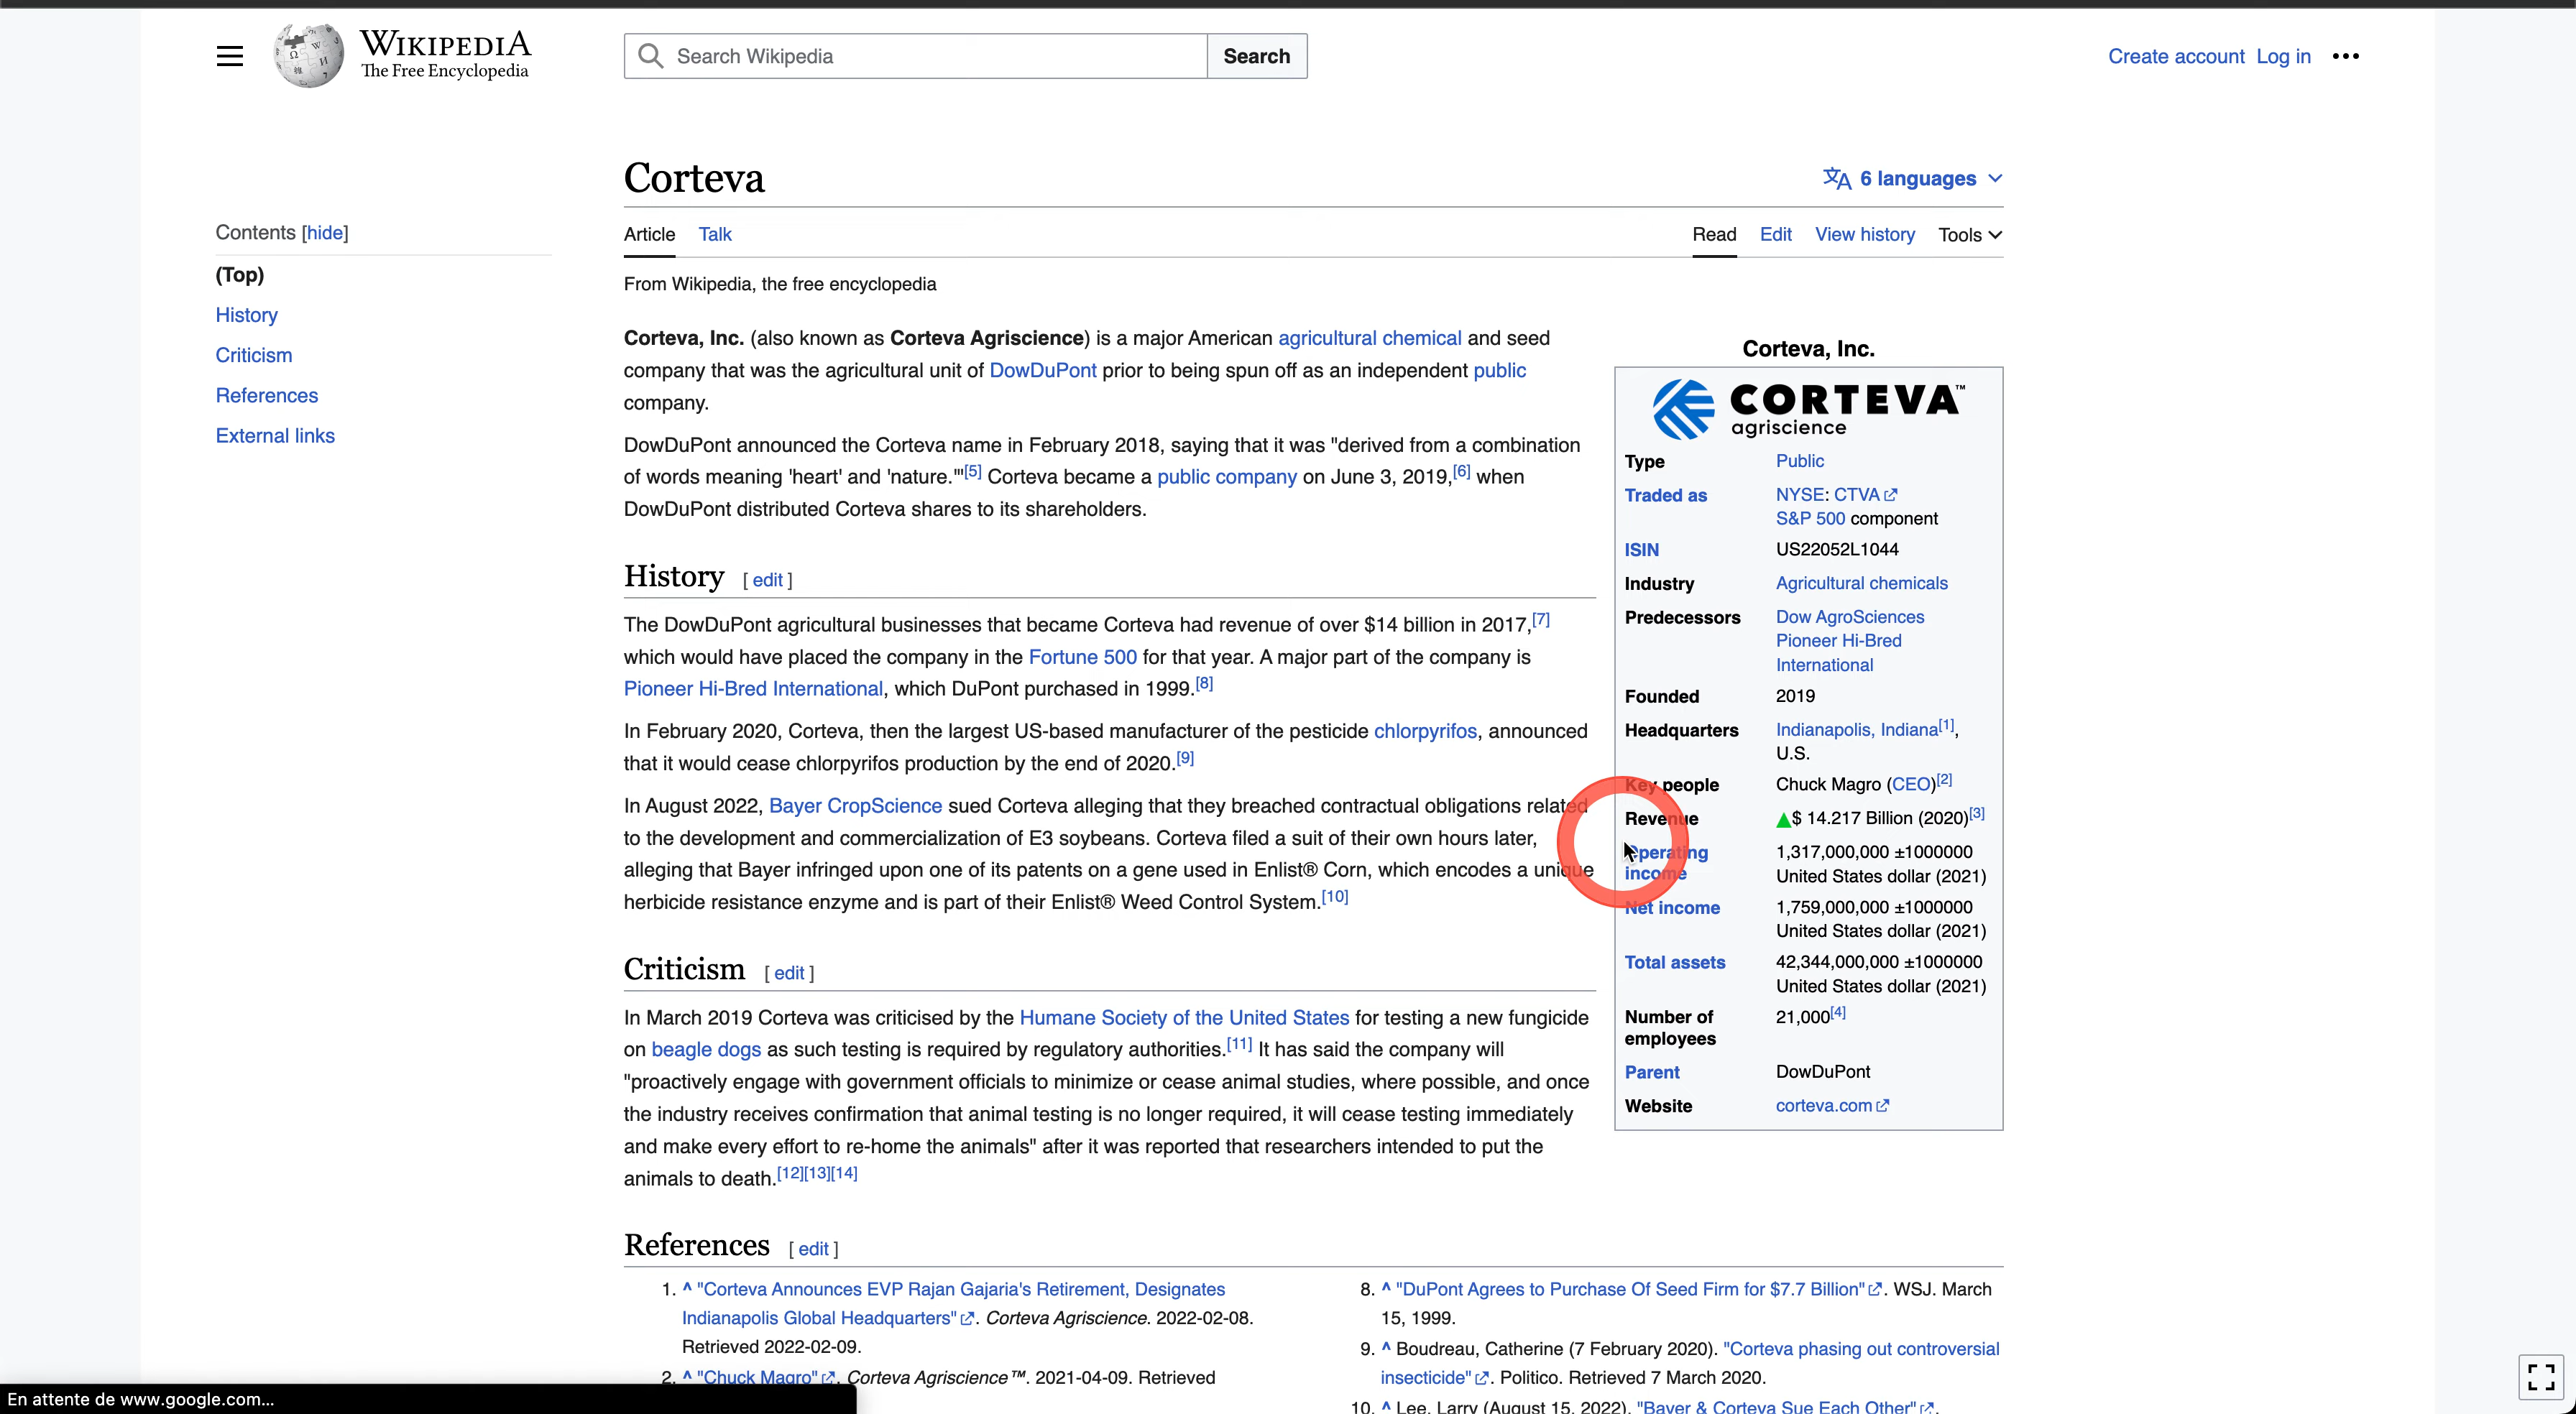 WIKIPEDIA
The Free Encyclopedia
Search Wikipedia
Search
Create account Log in
Corteva
6 languages
Contents [hide]
(Top)
History
Criticism
References
External links
Article Talk
Read Edit View history Tools
From Wikipedia, the free encyclopedia
Corteva, Inc. (also known as Corteva Agriscience) is a major American agricultural chemical and seed
company that was the agricultural unit of DowDuPont prior to being spun off as an independent public
company.
DowDuPont announced the Corteva name in February 2018, saying that it was "derived from a combination
of words meaning 'heart' and 'nature.'"[5] Corteva became a public company on June 3, 2019,[6] when
DowDuPont distributed Corteva shares to its shareholders.
History [ edit ]
The DowDuPont agricultural businesses that became Corteva had revenue of over $14 billion in 2017,[7]
which would have placed the company in the Fortune 500 for that year. A major part of the company is
Pioneer Hi-Bred International, which DuPont purchased in 1999.[8]
In February 2020, Corteva, then the largest US-based manufacturer of the pesticide chlorpyrifos, announced
that it would cease chlorpyrifos production by the end of 2020.[9]
In August 2022, Bayer CropScience sued Corteva alleging that they breached contractual obligations related
to the development and commercialization of E3 soybeans. Corteva filed a suit of their own hours later,
alleging that Bayer infringed upon one of its patents on a gene used in Enlist® Corn, which encodes a unique
herbicide resistance enzyme and is part of their Enlist® Weed Control System.[10]
Criticism [ edit ]
In March 2019 Corteva was criticised by the Humane Society of the United States for testing a new fungicide
on beagle dogs as such testing is required by regulatory authorities.[11] It has said the company will
"proactively engage with government officials to minimize or cease animal studies, where possible, and once
the industry receives confirmation that animal testing is no longer required, it will cease testing immediately
and make every effort to re-home the animals" after it was reported that researchers intended to put the
animals to death.[12][13][14]
Corteva, Inc.
CORTEVA™
agriscience
Type Public
Traded as NYSE: CTVA
S&P 500 component
ISIN US22052L1044
Industry Agricultural chemicals
Predecessors Dow AgroSciences
Pioneer Hi-Bred
International
Founded 2019
Headquarters Indianapolis, Indiana[1],
U.S.
Key people Chuck Magro (CEO)[2]
Revenue ▲$ 14.217 Billion (2020)[3]
Operating 1,317,000,000 ±1000000
income United States dollar (2021)
Net income 1,759,000,000 ±1000000
United States dollar (2021)
Total assets 42,344,000,000 ±1000000
United States dollar (2021)
Number of 21,000[4]
employees
Parent DowDuPont
Website corteva.com
References [ edit ]
1. ^ "Corteva Announces EVP Rajan Gajaria's Retirement, Designates
Indianapolis Global Headquarters". Corteva Agriscience. 2022-02-08.
Retrieved 2022-02-09.
2. ^ "Chuck Magro". Corteva Agriscience™. 2021-04-09. Retrieved
8. ^ "DuPont Agrees to Purchase Of Seed Firm for $7.7 Billion". WSJ. March
15, 1999.
9. ^ Boudreau, Catherine (7 February 2020). "Corteva phasing out controversial
insecticide". Politico. Retrieved 7 March 2020.
10. ^ Lee, Larry (August 15, 2022). "Bayer & Corteva Sue Each Other".
En attente de www.google.com...